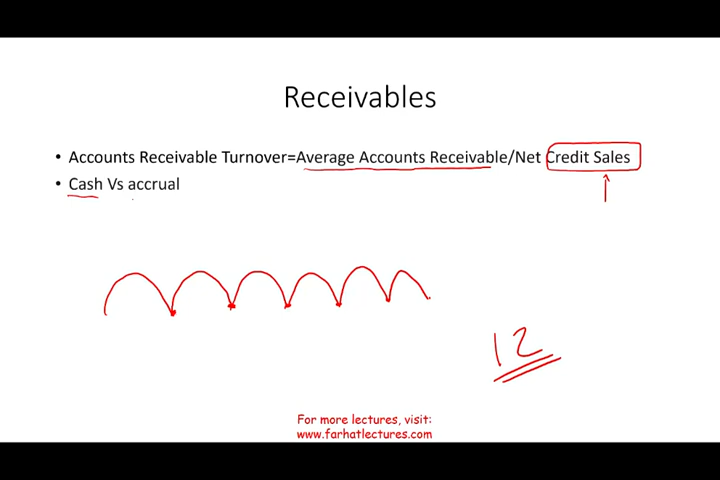 Receivables
• Accounts Receivable Turnover=Average Accounts Receivable/Net Credit Sales
• Cash Vs accrual
12
For more lectures, visit:
www.farhatlectures.com